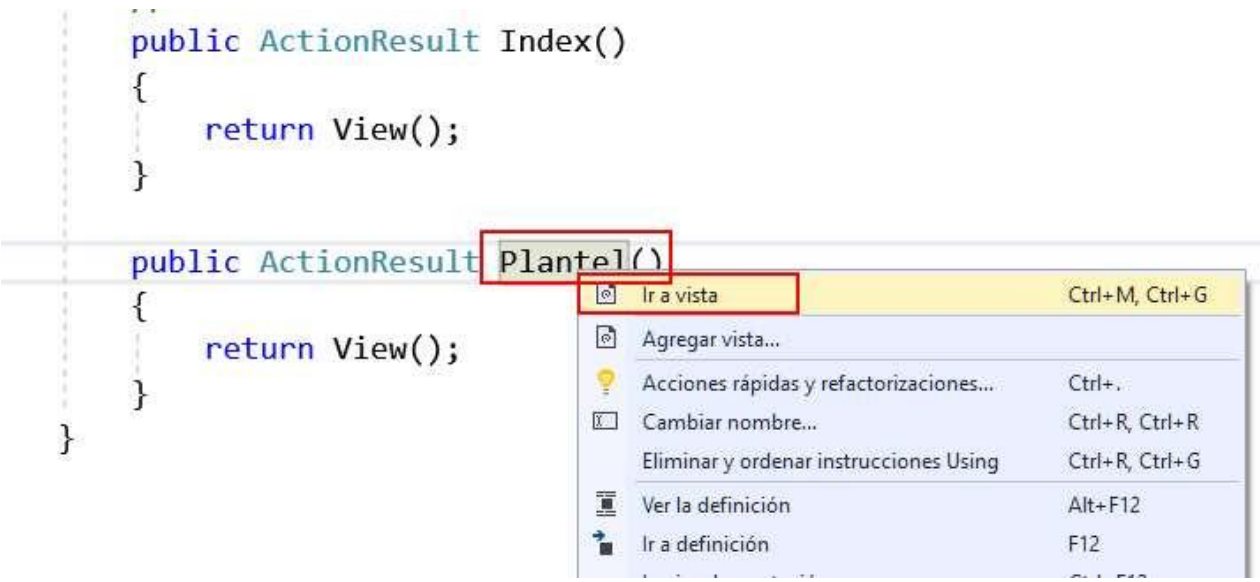 public ActionResult Index()
{
return View();
}
public ActionResult Plantel()
{
return View();
}
}
Ir a vista Ctrl+M, Ctrl+G
Agregar vista...
Acciones rápidas y refactorizaciones... Ctrl+.
Cambiar nombre... Ctrl+R, Ctrl+R
Eliminar y ordenar instrucciones Using Ctrl+R, Ctrl+G
Ver la definición Alt+F12
Ir a definición F12